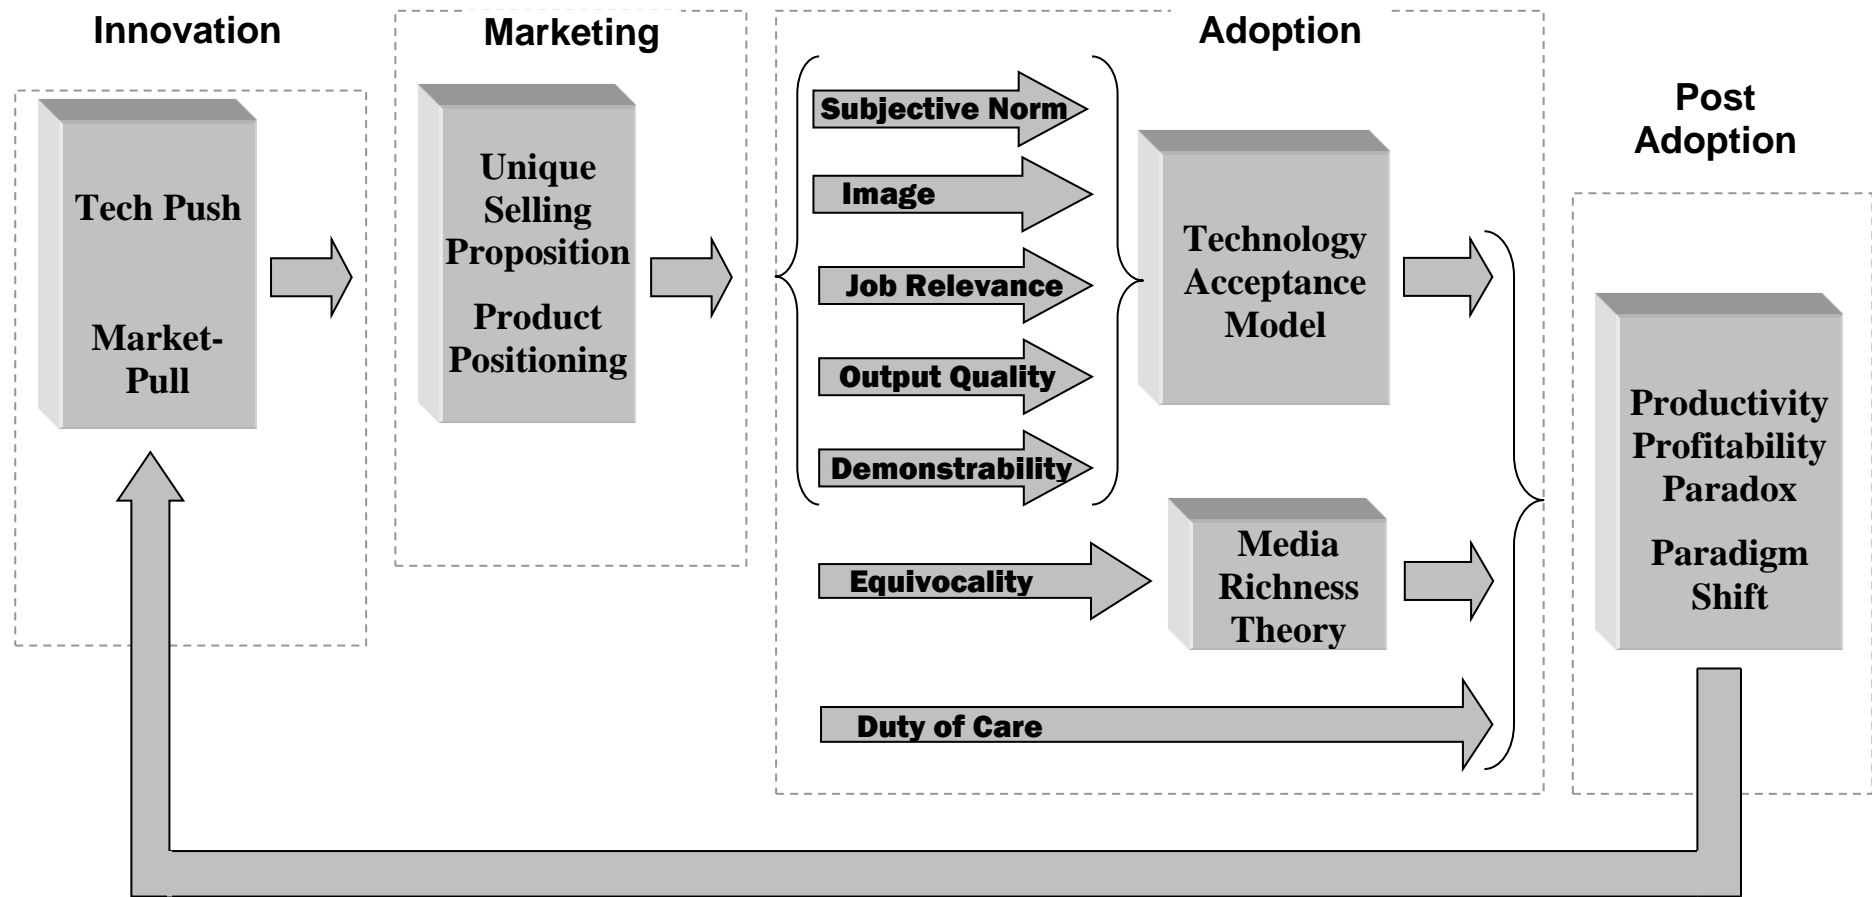 Innovation
Tech Push
Market-
Pull
Marketing
Unique
Selling
Proposition
Product
Positioning
Adoption
Subjective Norm
Image
Job Relevance
Output Quality
Demonstrability
Technology
Acceptance
Model
Equivocality
Media
Richness
Theory
Duty of Care
Post
Adoption
Productivity
Profitability
Paradox
Paradigm
Shift